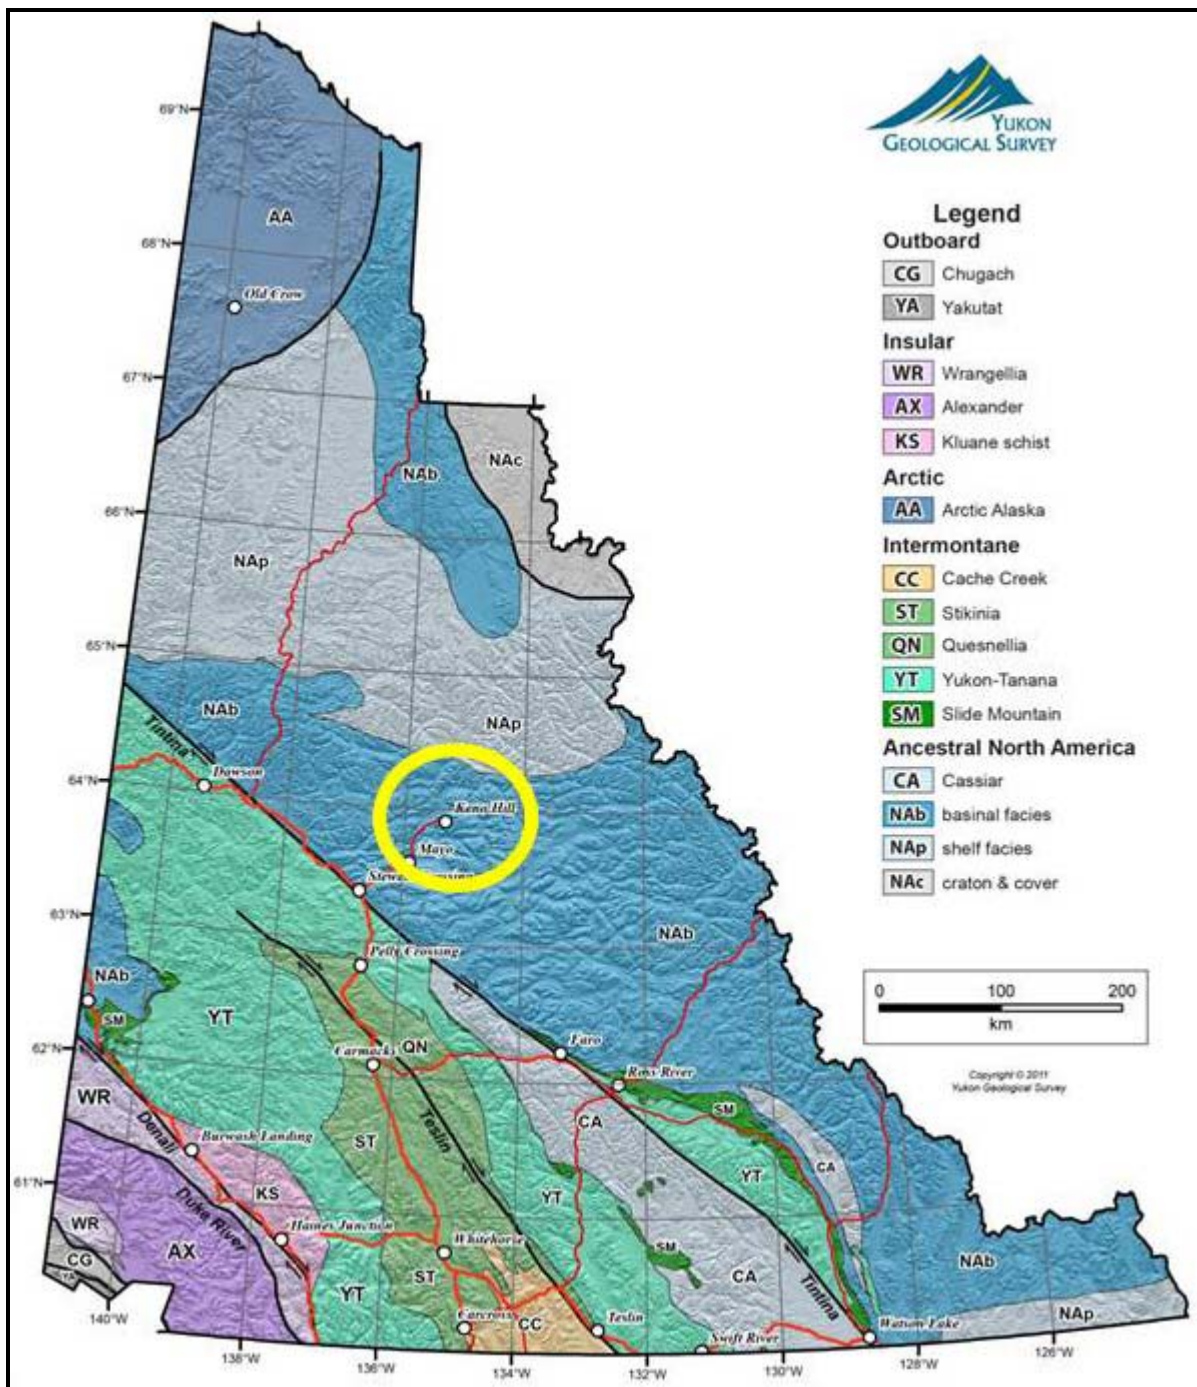 YUKON
GEOLOGICAL SURVEY
Legend
Outboard
CG Chugach
YA Yakutat
Insular
WR Wrangellia
AX Alexander
KS Kluane schist
Arctic
AA Arctic Alaska
Intermontane
CC Cache Creek
ST Stikinia
QN Quesnellia
YT Yukon-Tanana
SM Slide Mountain
Ancestral North America
CA Cassiar
NAb basinal facies
NAp shelf facies
NAc craton & cover
0 100 200
km
Copyright © 2011
Yukon Geological Survey
69°N
AA
68°N
Old Crow
67°N
NAc
NAb
66°N
NAp
65°N
NAb
NAp
Tintina
64°N
Dawson
Keno Hill
Mayo
Stewart Crossing
63°N
NAb
Pelly Crossing
NAb
YT
SM
QN
62°N
Carmacks
Faro
Ross River
WR
SM
Teslin
CA
Denali
Burwash Landing
ST
YT
CA
61°N
KS
YT
Duke River
WR
Haines Junction
Whitehorse
AX
SM
CG
YA
ST
CA
NAb
YT
Tintina
Carcross
CC
Teslin
Swift River
Watson Lake
NAp
140°W
138°W
136°W
134°W
132°W
130°W
128°W
126°W